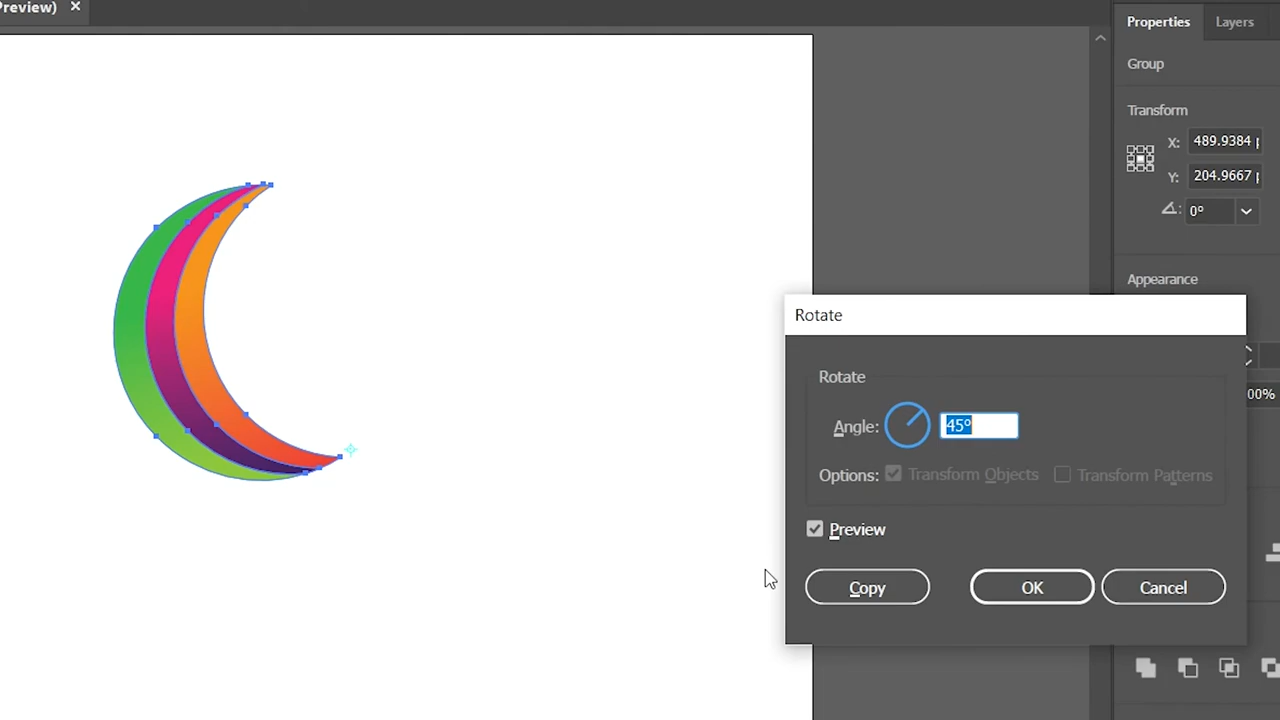 Preview)  ×
Properties Layers
Group
Transform
X: 489.9384 p
Y: 204.9667 p
0°
Appearance
Rotate
Rotate
Angle: 45°
00%
Options: Transform Objects Transform Patterns
Preview
Copy OK Cancel